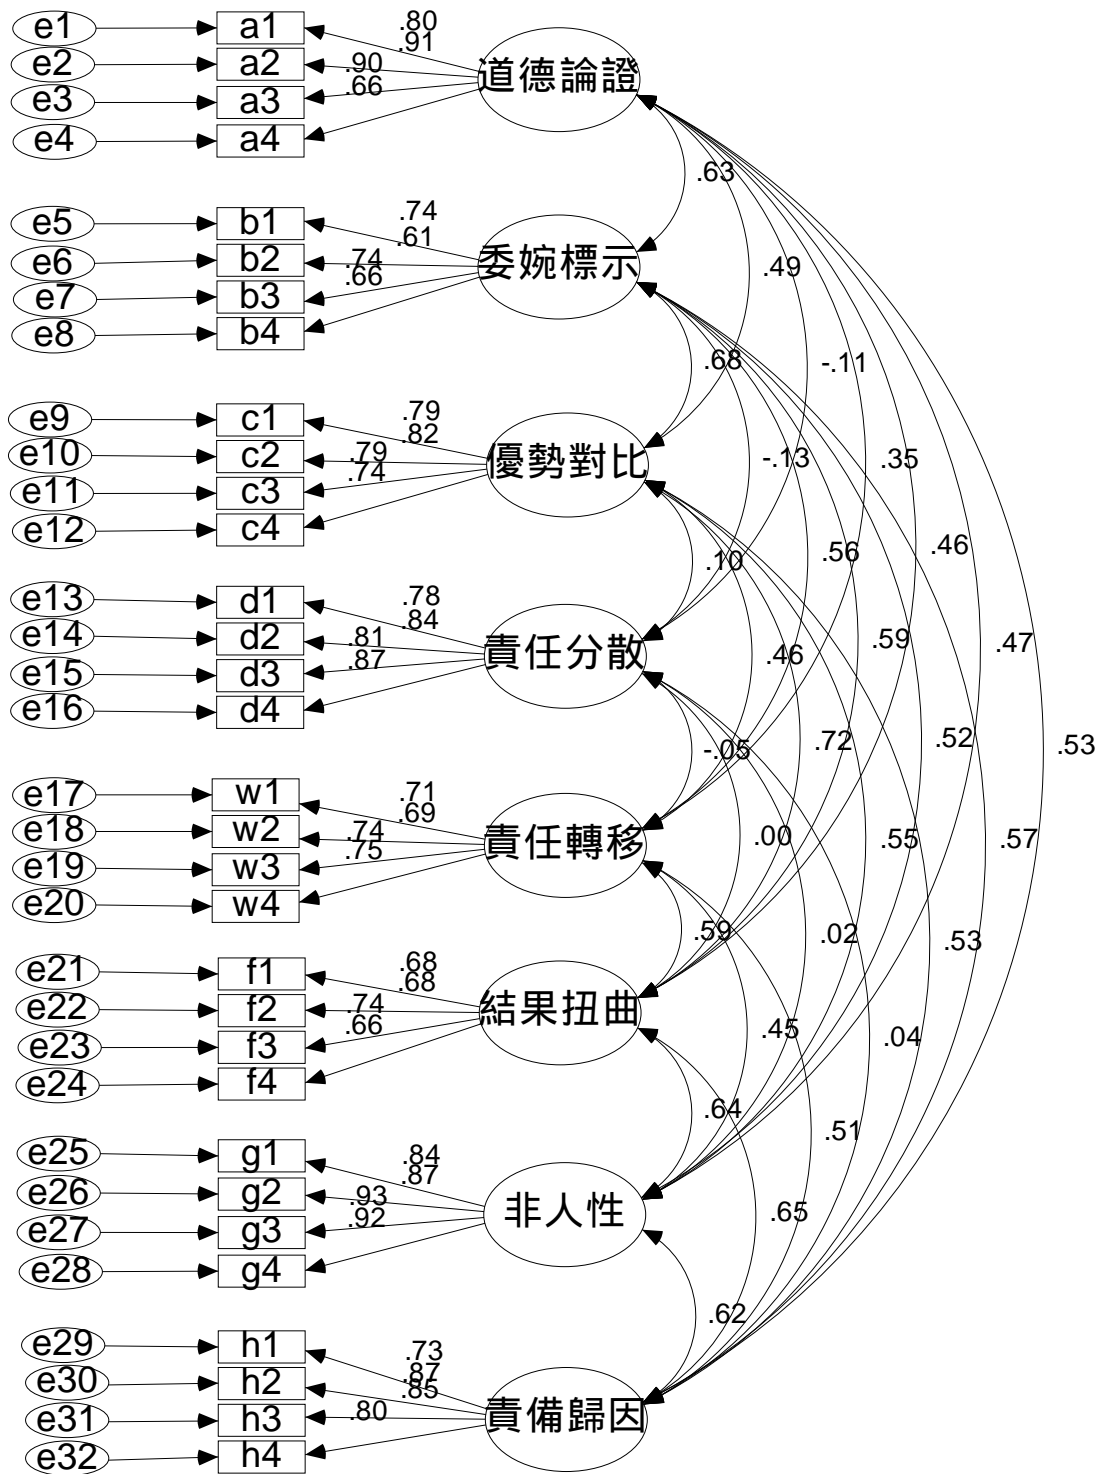 e1 a1 .80
e2 a2 .91 道德論證
e3 a3 .90
e4 a4 .66
.63
e5 b1 .74
e6 b2 .61 委婉標示
e7 b3 .74
e8 b4 .66
.49
.68 -.11
e9 c1 .79
e10 c2 .82 優勢對比
e11 c3 .79
e12 c4 .74
-.13 .35
.10 .56 .46
e13 d1 .78
e14 d2 .84 責任分散
e15 d3 .81
e16 d4 .87
.46 .59 .47
-.05 .72 .52 .53
e17 w1 .71
e18 w2 .69 責任轉移
e19 w3 .74
e20 w4 .75
.00 .55 .57
.59 .02 .53
e21 f1 .68
e22 f2 .68 結果扭曲
e23 f3 .74
e24 f4 .66
.45 .04
.64 .51
e25 g1 .84
e26 g2 .87 非人性
e27 g3 .93
e28 g4 .92
.65
.62
e29 h1 .73
e30 h2 .87 責備歸因
e31 h3 .85
e32 h4 .80